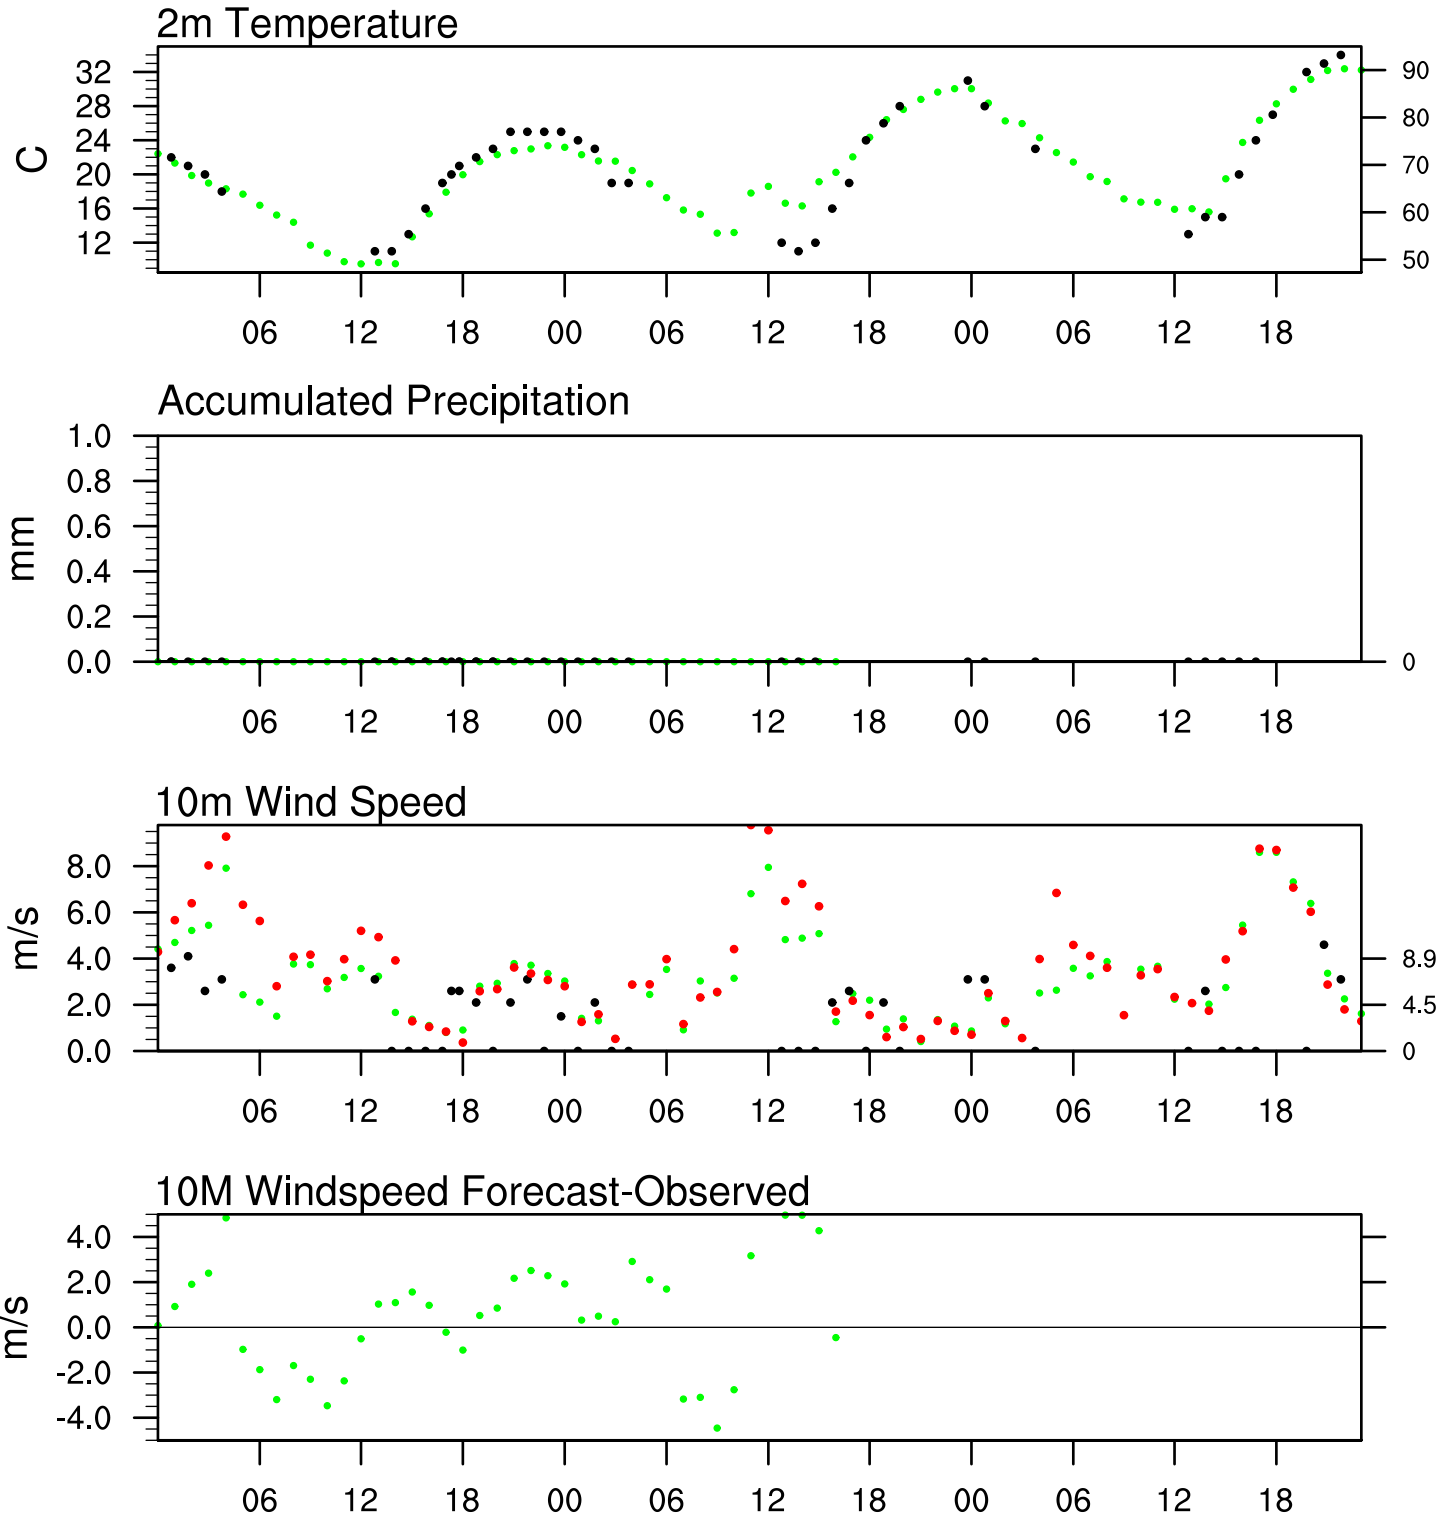 2m Temperature
C
32
28
24
20
16
12
90
80
70
60
50
06 12 18 00 06 12 18 00 06 12 18
Accumulated Precipitation
mm
1.0
0.8
0.6
0.4
0.2
0.0
0
06 12 18 00 06 12 18 00 06 12 18
10m Wind Speed
m/s
8.0
6.0
4.0
2.0
0.0
8.9
4.5
0
06 12 18 00 06 12 18 00 06 12 18
10M Windspeed Forecast-Observed
m/s
4.0
2.0
0.0
-2.0
-4.0
06 12 18 00 06 12 18 00 06 12 18